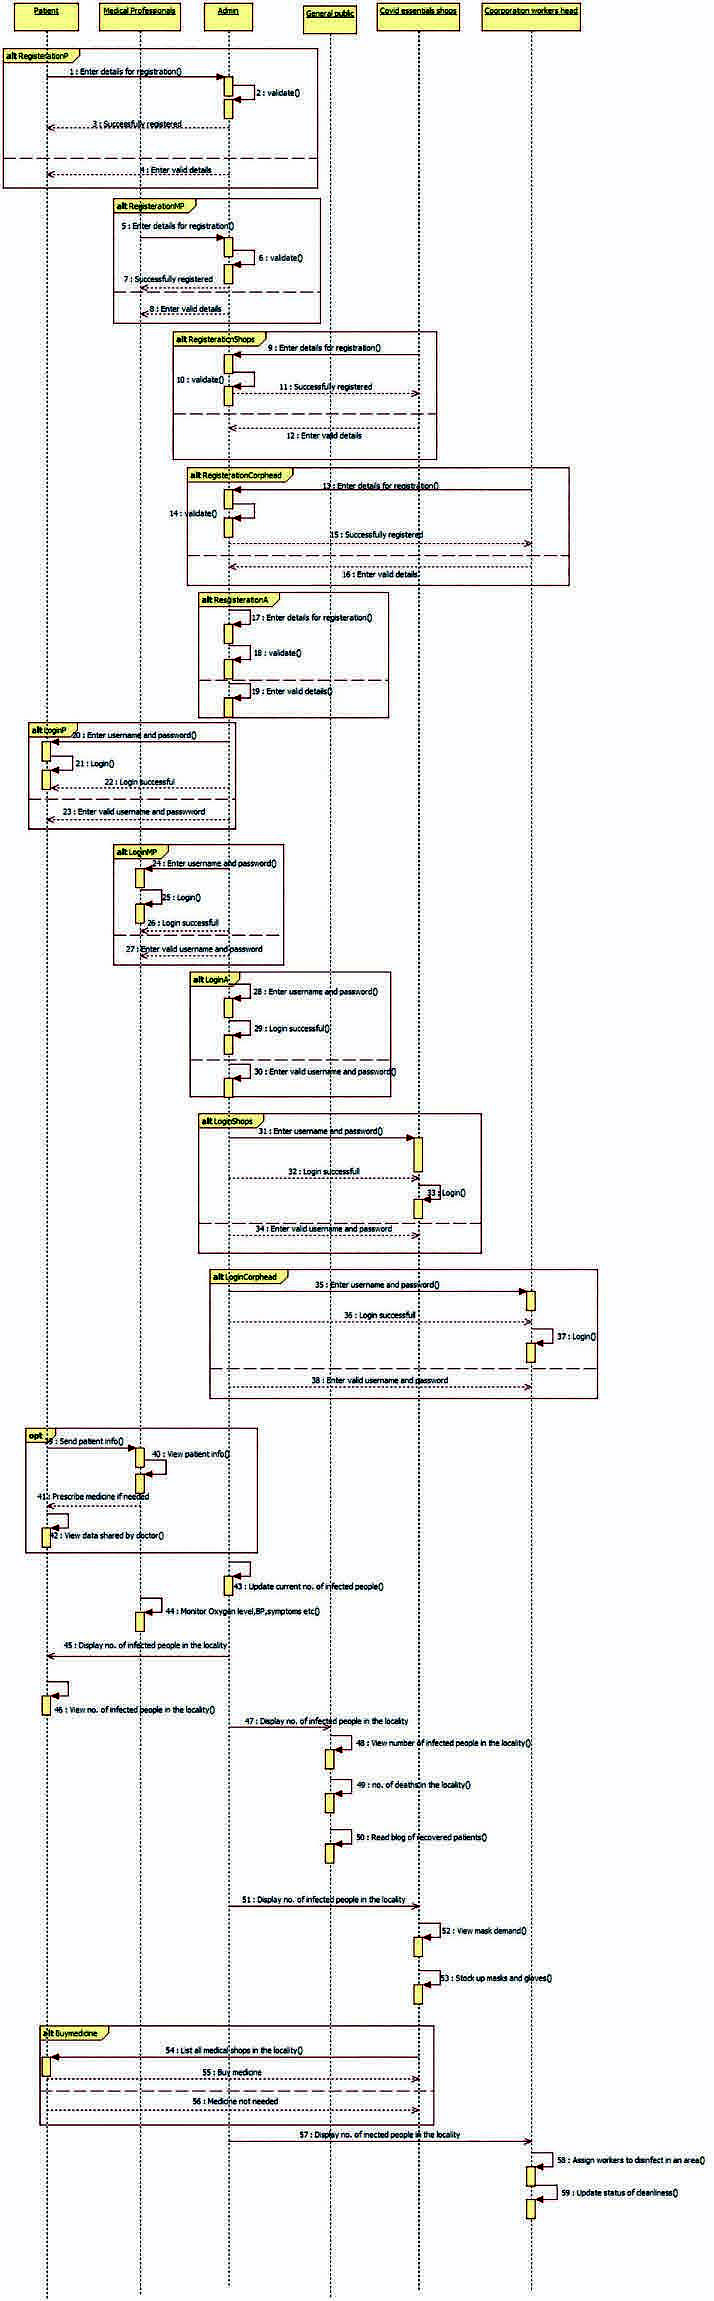 Patient
Medical Professionals
Admin
General public
Covid essentials shops
Coorporation workers head
alt RegisterationP
1 : Enter details for registration()
2 : validate()
3 : Successfully registered
4 : Enter valid details
alt RegisterationMP
5 : Enter details for registration()
6 : validate()
7 : Successfully registered
8 : Enter valid details
alt RegisterationShops
9 : Enter details for registration()
10 : validate()
11 : Successfully registered
12 : Enter valid details
alt RegisterationCorphead
13 : Enter details for registration()
14 : validate()
15 : Successfully registered
16 : Enter valid details
alt ResgisterationA
17 : Enter details for registeration()
18 : validate()
19 : Enter valid details()
alt LoginP
20 : Enter username and password()
21 : Login()
22 : Login successful
23 : Enter valid username and passwword
alt LoginMP
24 : Enter username and password()
25 : Login()
26 : Login successfull
27 : Enter valid username and password
alt LoginA
28 : Enter username and password()
29 : Login successful()
30 : Enter valid username and password()
alt LoginShops
31 : Enter username and password()
32 : Login successfull
33 : Login()
34 : Enter valid username and password
alt LoginCorphead
35 : Enter username and password()
36 : Login successfull
37 : Login()
38 : Enter valid username and password
opt
39 : Send patient info()
40 : View patient info()
41 : Prescribe medicine if needed
42 : View data shared by doctor()
43 : Update current no. of infected people()
44 : Monitor Oxygen level,BP,symptoms etc()
45 : Display no. of infected people in the locality
46 : View no. of infected people in the locality()
47 : Display no. of infected people in the locality
48 : View number of infected people in the locality()
49 : no. of deaths in the locality()
50 : Read blog of recovered patients()
51 : Display no. of infected people in the locality
52 : View mask demand()
53 : Stock up masks and gloves()
alt Buymedicine
54 : List all medical shops in the locality()
55 : Buy medicine
56 : Medicine not needed
57 : Display no. of inected people in the locality
58 : Assign workers to disinfect in an area()
59 : Update status of cleanliness()